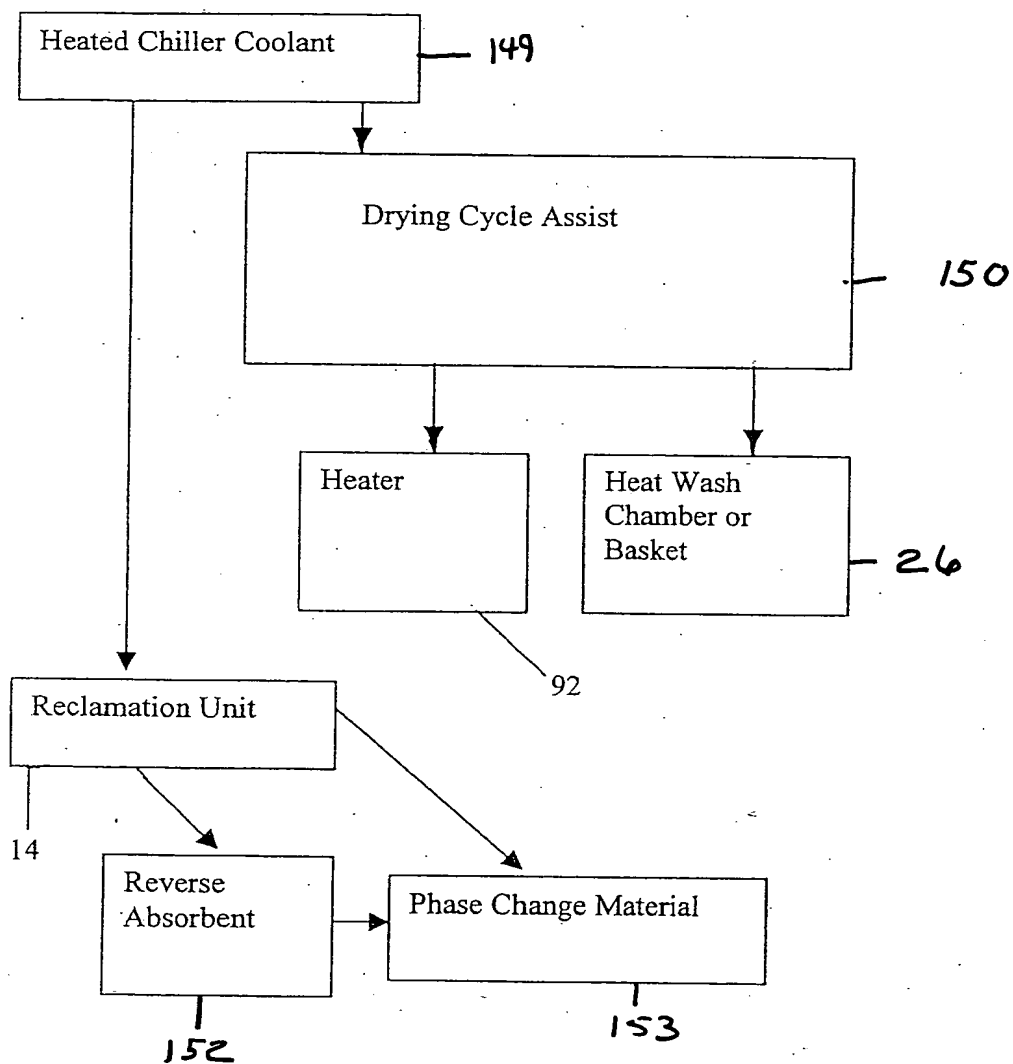 Heated Chiller Coolant
149
Drying Cycle Assist
150
Heater
Heat Wash
Chamber or
Basket
26
92
Reclamation Unit
14
Reverse
Absorbent
Phase Change Material
152
153